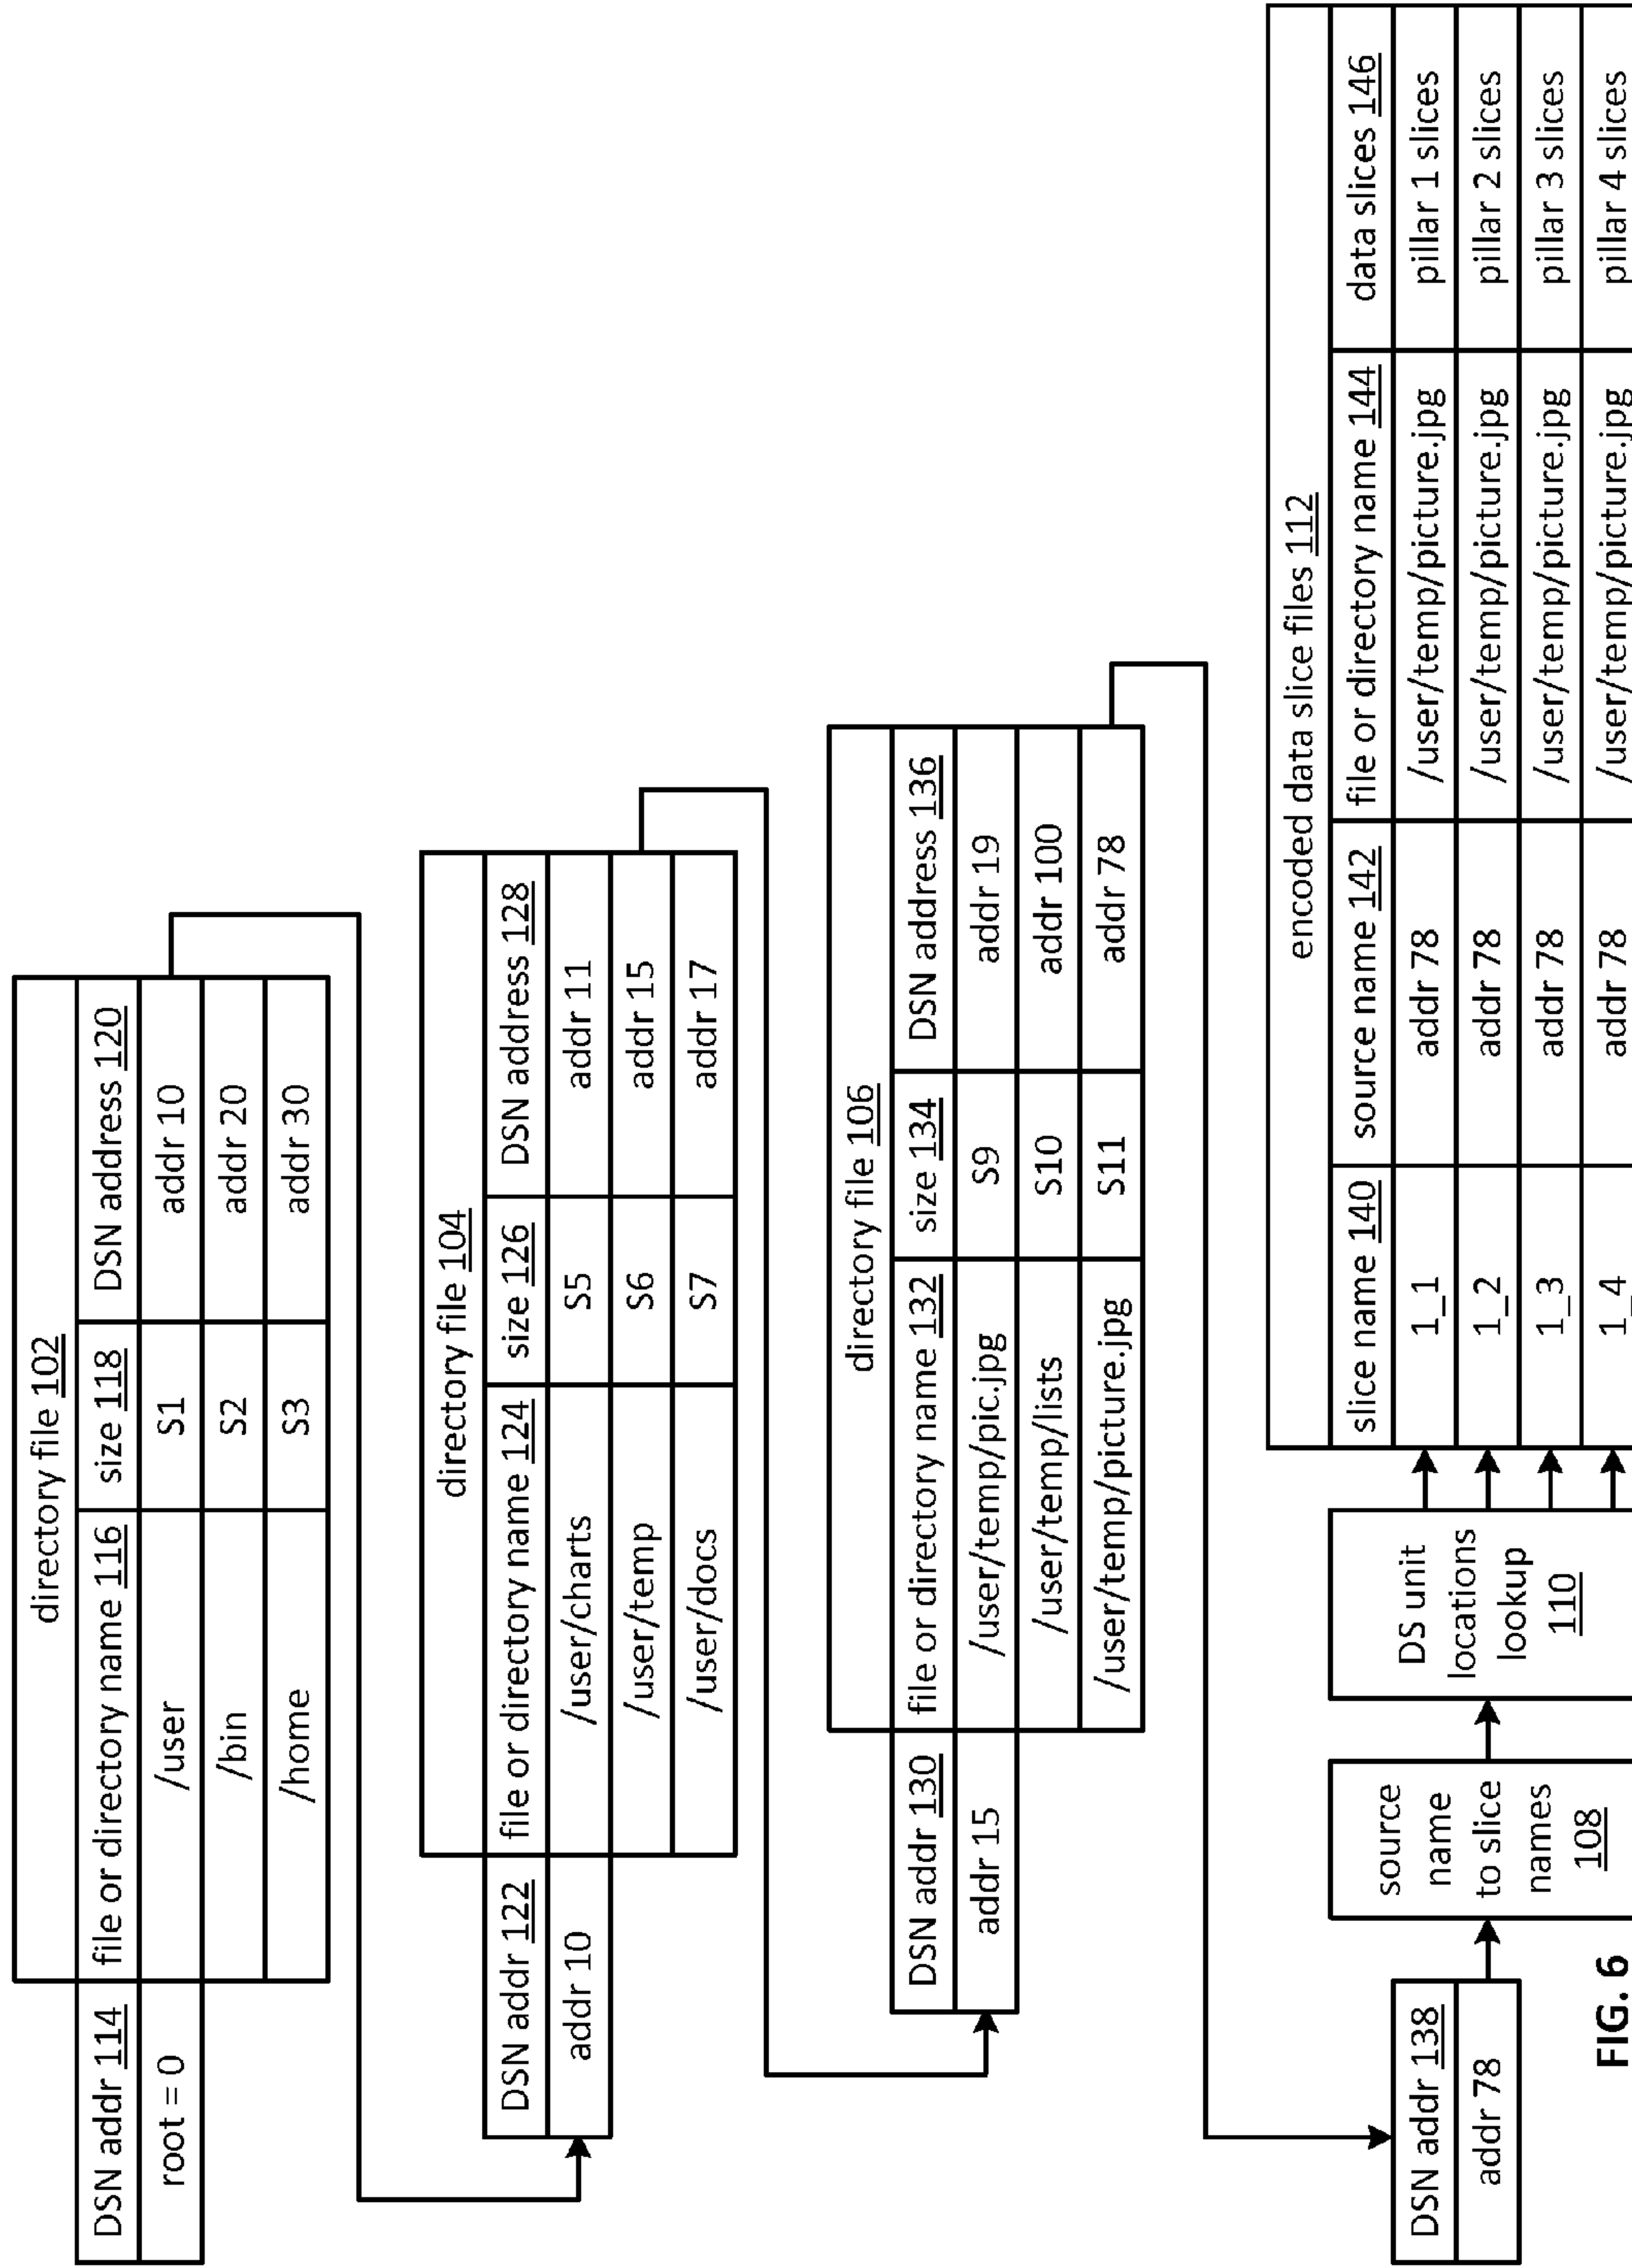 directory file 102
DSN addr 114 file or directory name 116 size 118 DSN address 120
root = 0 /user S1 addr 10
/bin S2 addr 20
/home S3 addr 30
directory file 104
DSN addr 122 file or directory name 124 size 126 DSN address 128
addr 10 /user/charts S5 addr 11
/user/temp S6 addr 15
/user/docs S7 addr 17
directory file 106
DSN addr 130 file or directory name 132 size 134 DSN address 136
addr 15 /user/temp/pic.jpg S9 addr 19
/user/temp/lists S10 addr 100
/user/temp/picture.jpg S11 addr 78
DSN addr 138
addr 78
source
name
to slice
names
108
DS unit
locations
lookup
110
encoded data slice files 112
slice name 140 source name 142 file or directory name 144 data slices 146
1_1 addr 78 /user/temp/picture.jpg pillar 1 slices
1_2 addr 78 /user/temp/picture.jpg pillar 2 slices
1_3 addr 78 /user/temp/picture.jpg pillar 3 slices
1_4 addr 78 /user/temp/picture.jpg pillar 4 slices
FIG. 6